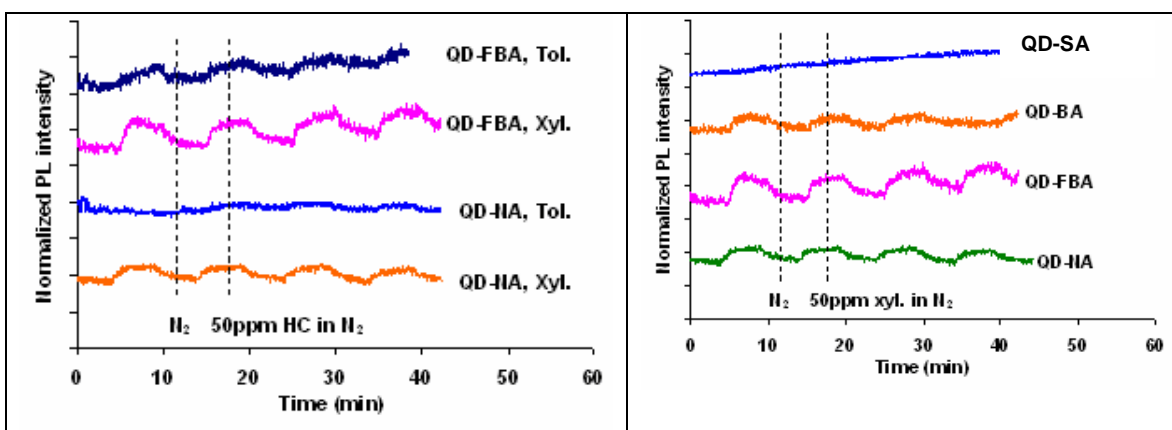 Normalized PL intensity
QD-FBA, Tol.
QD-FBA, Xyl.
QD-NA, Tol.
QD-NA, Xyl.
N₂ 50ppm HC in N₂
0 10 20 30 40 50 60
Time (min)
Normalized PL intensity
QD-SA
QD-BA
QD-FBA
QD-NA
N₂ 50ppm xyl. in N₂
0 10 20 30 40 50 60
Time (min)